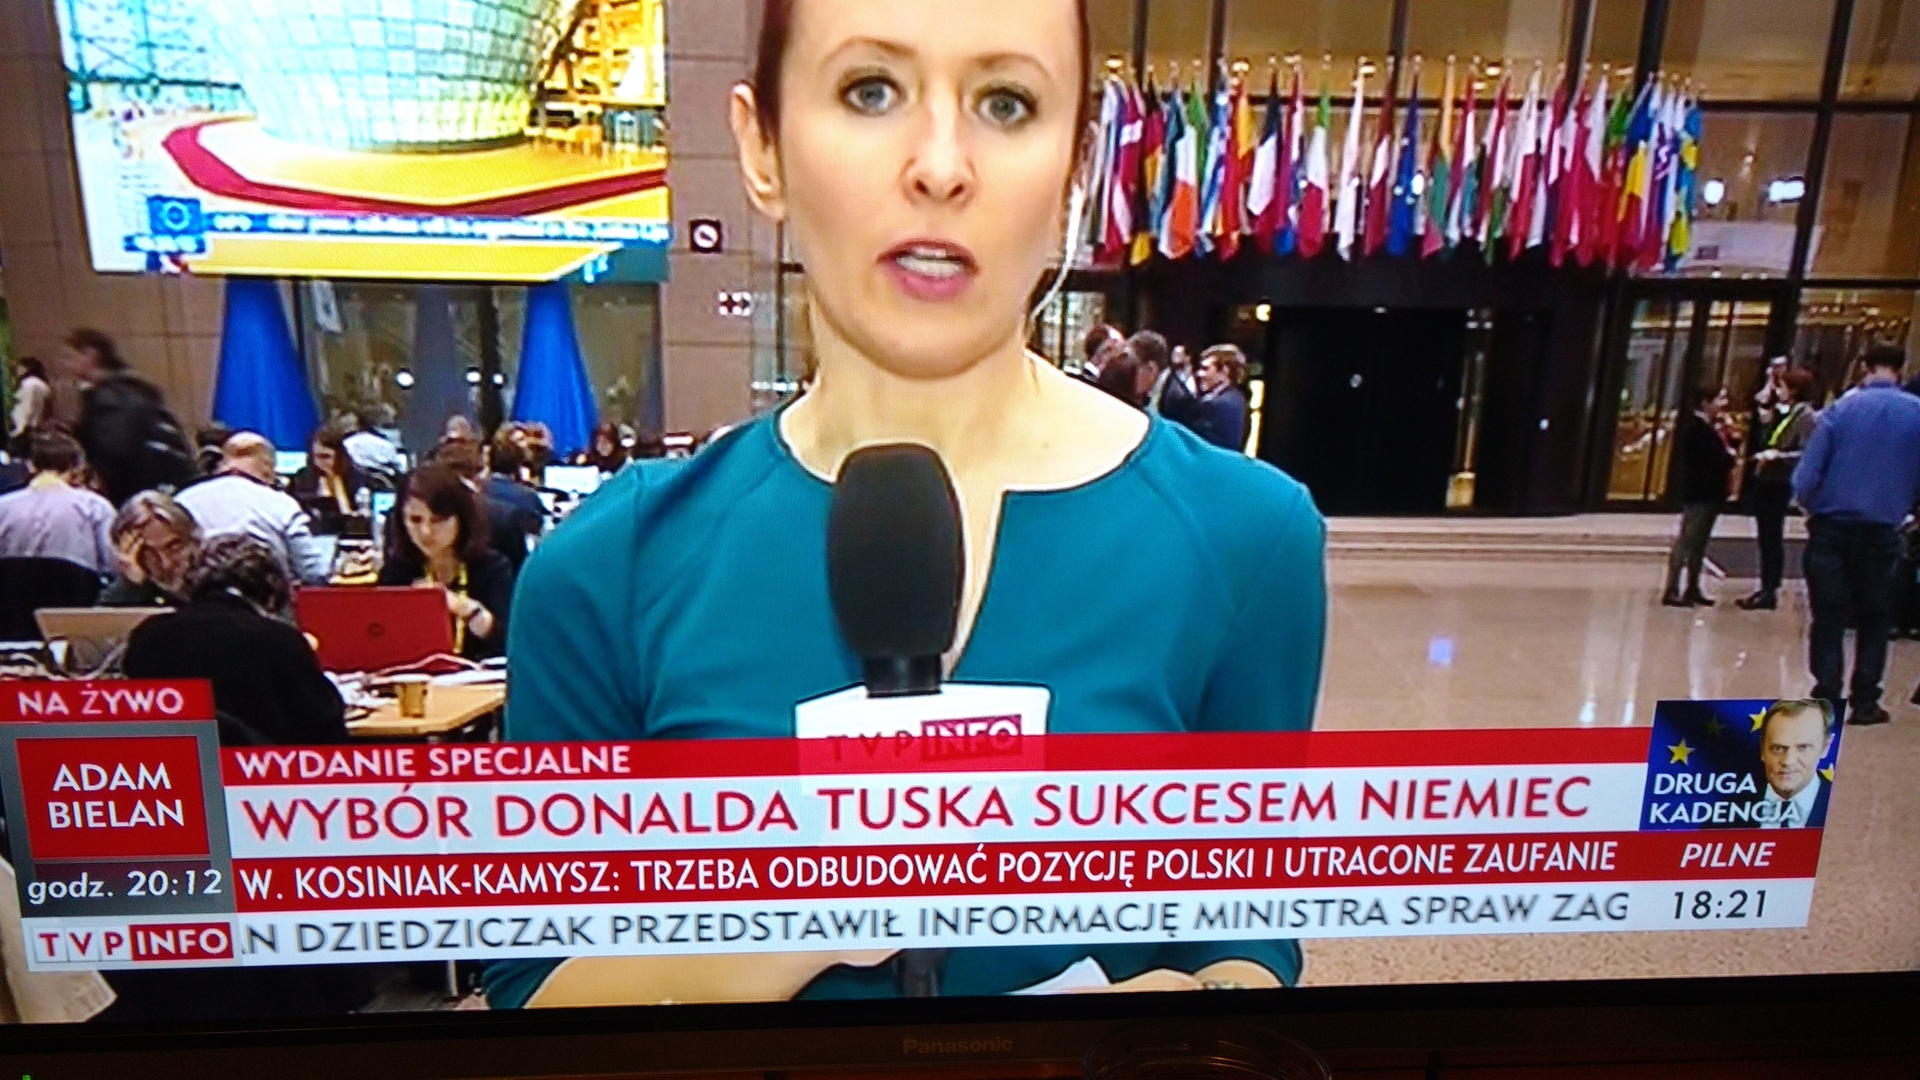 TVP INFO
NA ŻYWO
ADAM
BIELAN
godz. 20:12
WYDANIE SPECJALNE
WYBÓR DONALDA TUSKA SUKCESEM NIEMIEC
DRUGA
KADENCJA
W. KOSINIAK-KAMYSZ: TRZEBA ODBUDOWAĆ POZYCJĘ POLSKI I UTRACONE ZAUFANIE
PILNE
TVP INFO
N DZIEDZICZAK PRZEDSTAWIŁ INFORMACJĘ MINISTRA SPRAW ZAG
18:21
Panasonic